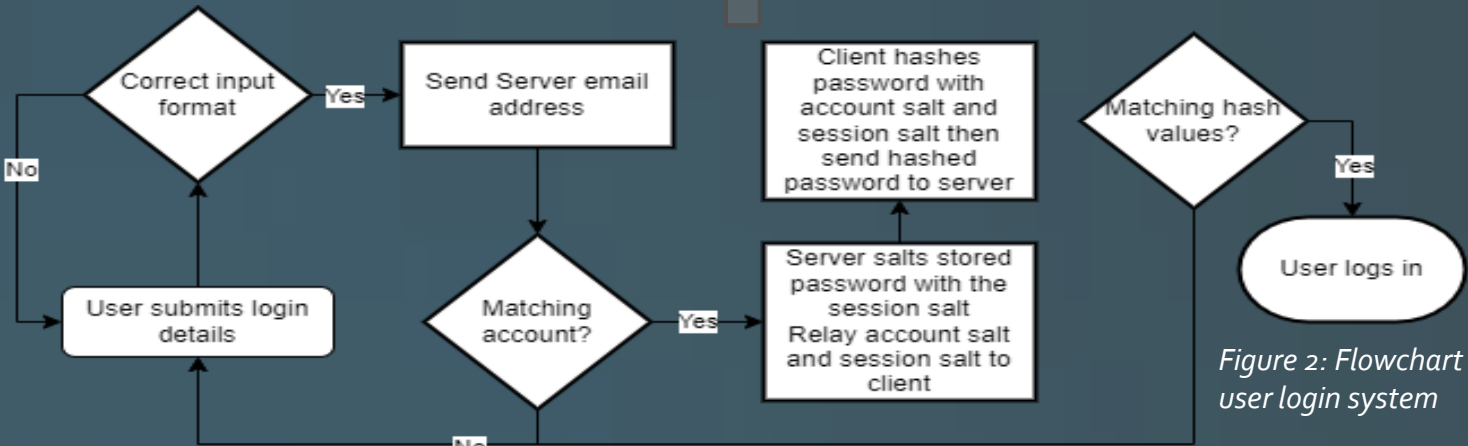 Correct input
format
Yes
Send Server email
address
No
User submits login
details
Matching
account?
Yes
No
Server salts stored
password with the
session salt
Relay account salt
and session salt to
client
Client hashes
password with
account salt and
session salt then
send hashed
password to server
Matching hash
values?
Yes
User logs in
Figure 2: Flowchart
user login system